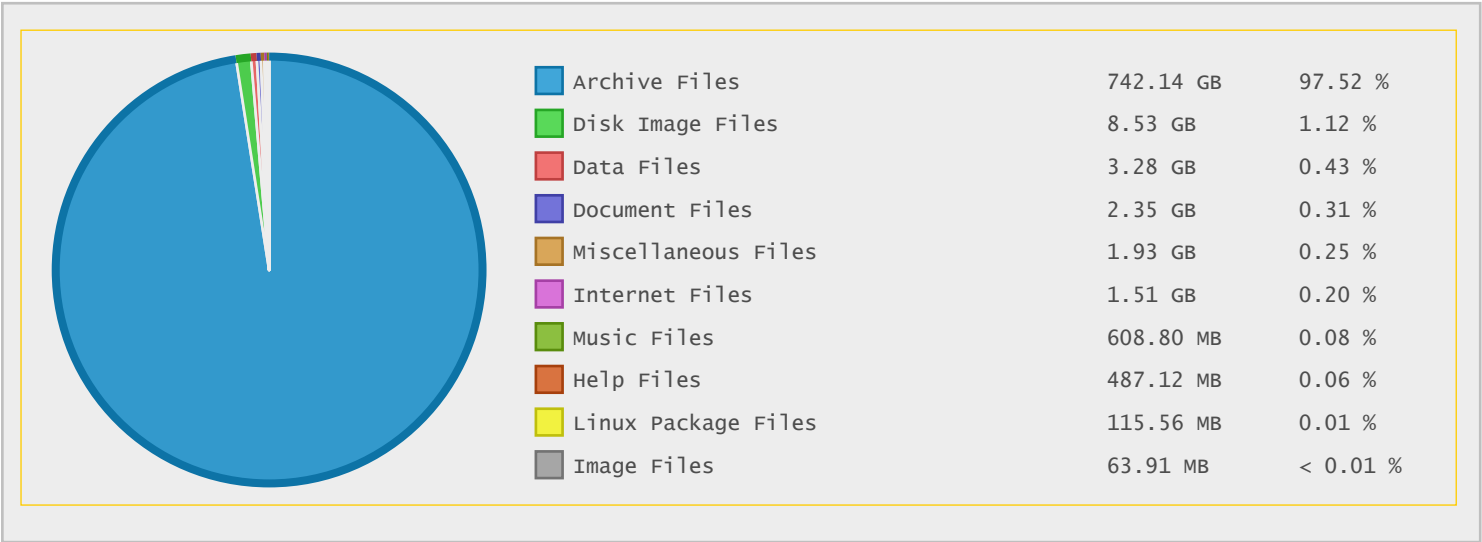 Archive Files 742.14 GB 97.52 %
Disk Image Files 8.53 GB 1.12 %
Data Files 3.28 GB 0.43 %
Document Files 2.35 GB 0.31 %
Miscellaneous Files 1.93 GB 0.25 %
Internet Files 1.51 GB 0.20 %
Music Files 608.80 MB 0.08 %
Help Files 487.12 MB 0.06 %
Linux Package Files 115.56 MB 0.01 %
Image Files 63.91 MB < 0.01 %